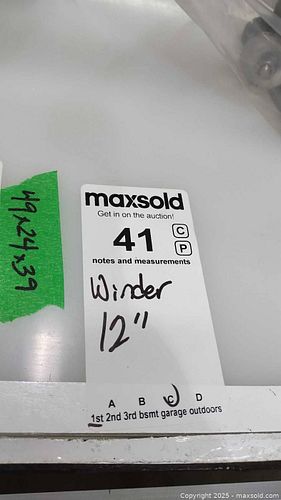 maxsold
Get in on the auction!
41 C
P
notes and measurements
Winder
12"
A B C D
1st 2nd 3rd bsmt garage outdoors
49x24x39
Copyright © 2025 - maxsold.com